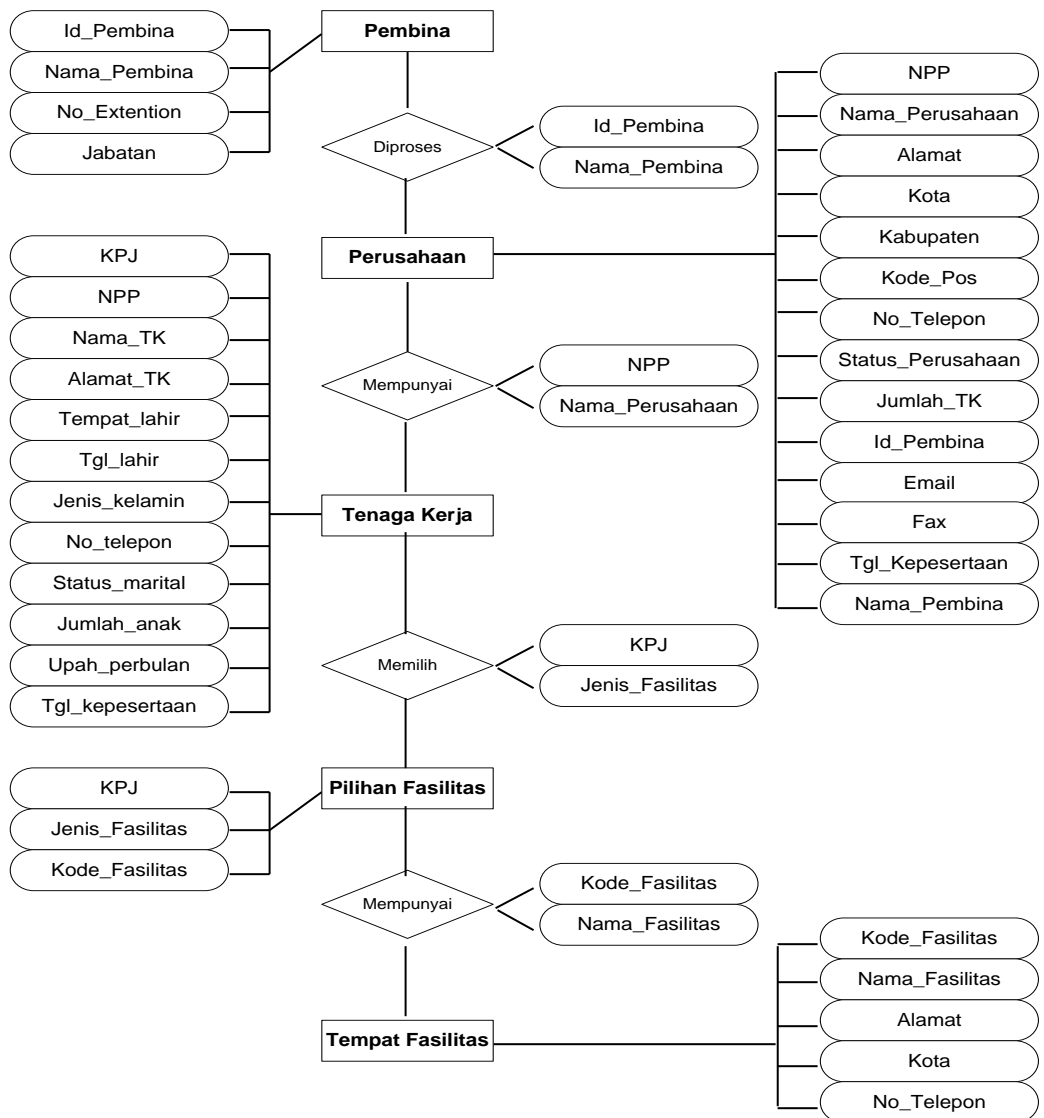 Id_Pembina
Nama_Pembina
No_Extention
Jabatan
Pembina
Diproses
Id_Pembina
Nama_Pembina
NPP
Nama_Perusahaan
Alamat
Kota
Kabupaten
Kode_Pos
No_Telepon
Status_Perusahaan
Jumlah_TK
Id_Pembina
Email
Fax
Tgl_Kepesertaan
Nama_Pembina
Perusahaan
Mempunyai
NPP
Nama_Perusahaan
KPJ
NPP
Nama_TK
Alamat_TK
Tempat_lahir
Tgl_lahir
Jenis_kelamin
No_telepon
Status_marital
Jumlah_anak
Upah_perbulan
Tgl_kepesertaan
Tenaga Kerja
Memilih
KPJ
Jenis_Fasilitas
KPJ
Jenis_Fasilitas
Kode_Fasilitas
Pilihan Fasilitas
Mempunyai
Kode_Fasilitas
Nama_Fasilitas
Tempat Fasilitas
Kode_Fasilitas
Nama_Fasilitas
Alamat
Kota
No_Telepon